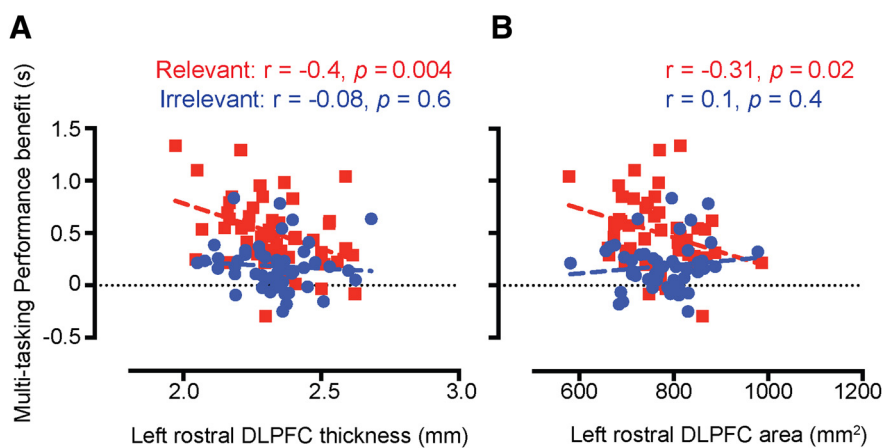 A
B
Relevant: r = -0.4, p = 0.004
Irrelevant: r = -0.08, p = 0.6
r = -0.31, p = 0.02
r = 0.1, p = 0.4
Multi-tasking Performance benefit (s)
1.5
1.0
0.5
0
-0.5
2.0
2.5
3.0
600
800
1000
1200
Left rostral DLPFC thickness (mm)
Left rostral DLPFC area (mm²)